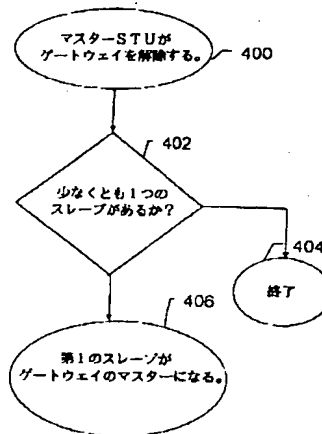 マスターSTUが
ゲートウェイを解除する。
400
402
少なくとも1つの
スレーブがあるか?
404
終了
406
第1のスレーブが
ゲートウェイのマスターになる。